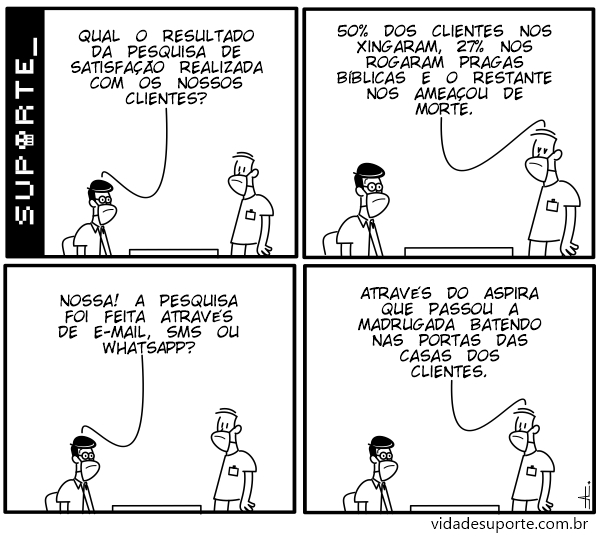 SUPORTE_
QUAL O RESULTADO
DA PESQUISA DE
SATISFAÇÃO REALIZADA
COM OS NOSSOS
CLIENTES?
50% DOS CLIENTES NOS
XINGARAM, 27% NOS
ROGARAM PRAGAS
BÍBLICAS E O RESTANTE
NOS AMEAÇOU DE
MORTE.
NOSSA! A PESQUISA
FOI FEITA ATRAVÉS
DE E-MAIL, SMS OU
WHATSAPP?
ATRAVÉS DO ASPIRA
QUE PASSOU A
MADRUGADA BATENDO
NAS PORTAS DAS
CASAS DOS
CLIENTES.
vidadesuporte.com.br